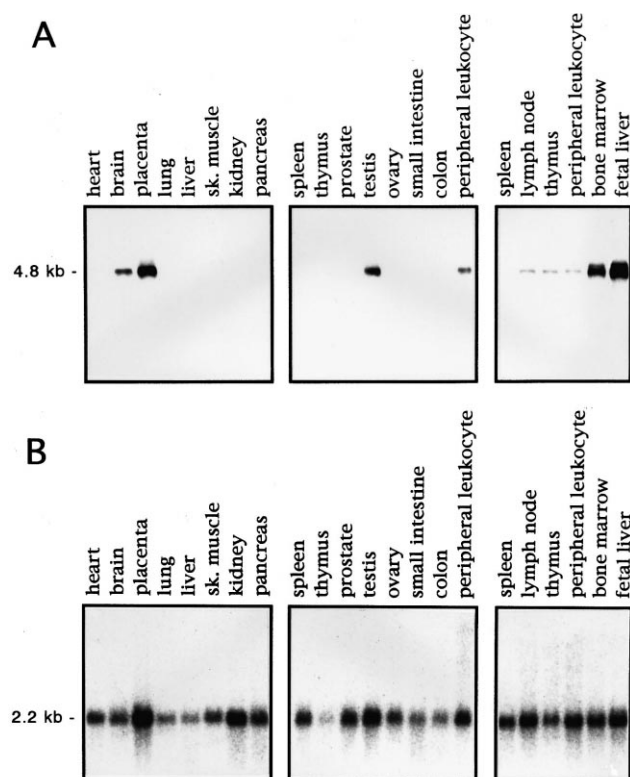 A
heart
brain
placenta
lung
liver
sk. muscle
kidney
pancreas
spleen
thymus
prostate
testis
ovary
small intestine
colon
peripheral leukocyte
spleen
lymph node
thymus
peripheral leukocyte
bone marrow
fetal liver
4.8 kb -
B
heart
brain
placenta
lung
liver
sk. muscle
kidney
pancreas
spleen
thymus
prostate
testis
ovary
small intestine
colon
peripheral leukocyte
spleen
lymph node
thymus
peripheral leukocyte
bone marrow
fetal liver
2.2 kb -